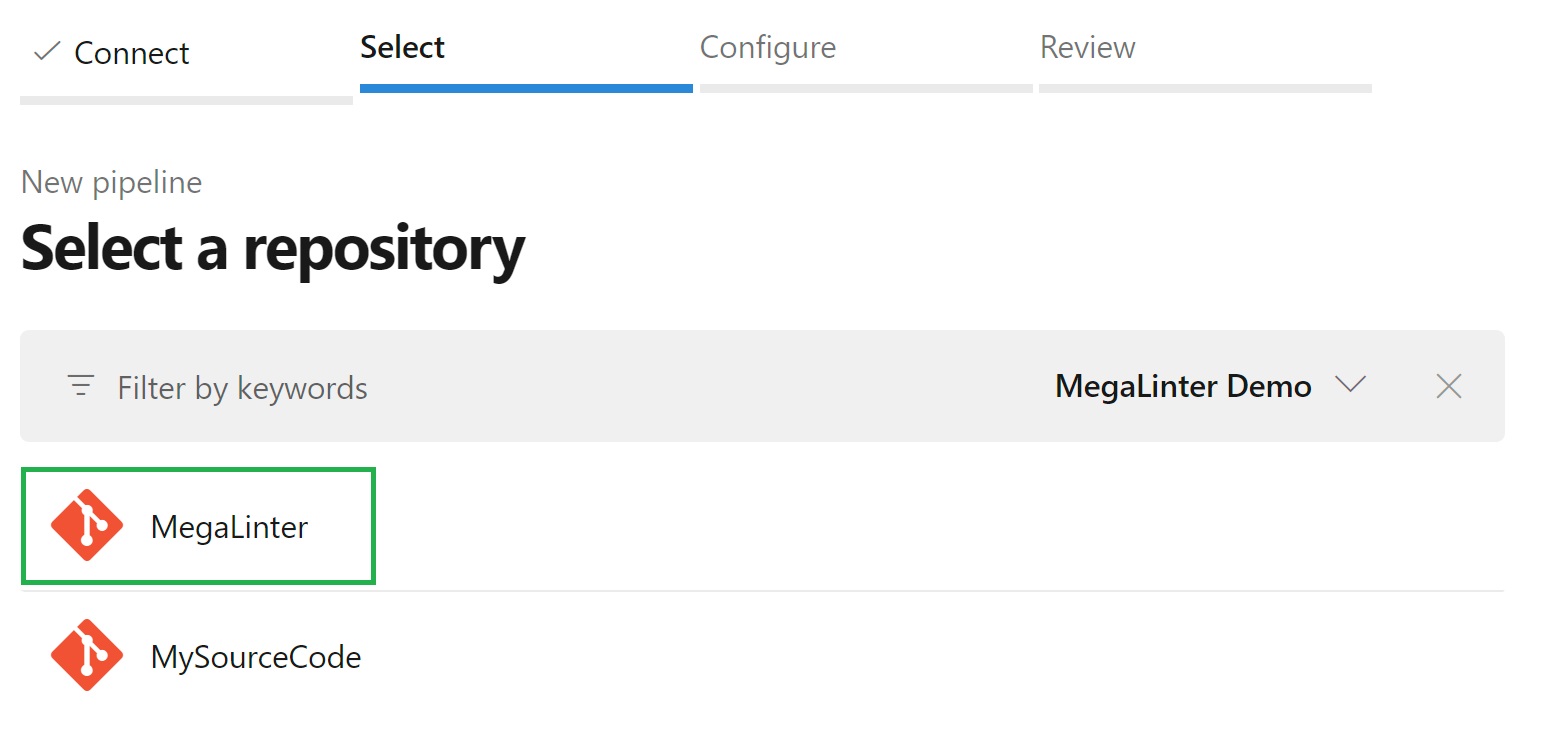 Connect Select Configure Review
New pipeline
Select a repository
Filter by keywords MegaLinter Demo
MegaLinter
MySourceCode